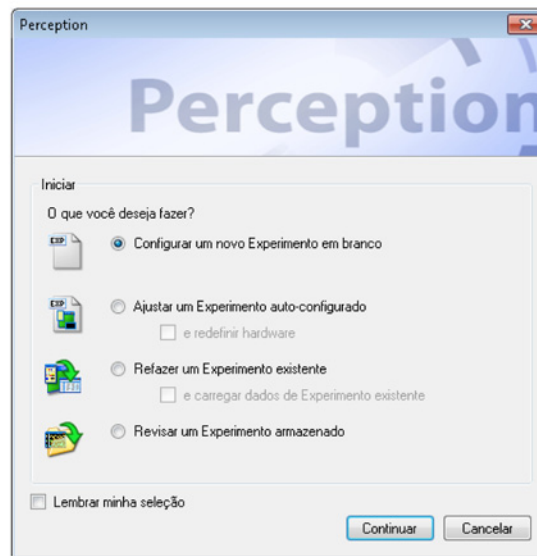 Perception
Perception
Iniciar
O que você deseja fazer?
EXP
Configurar um novo Experimento em branco
EXP
Ajustar um Experimento auto-configurado
e redefinir hardware
Refazer um Experimento existente
e carregar dados de Experimento existente
Revisar um Experimento armazenado
Lembrar minha seleção
Continuar
Cancelar